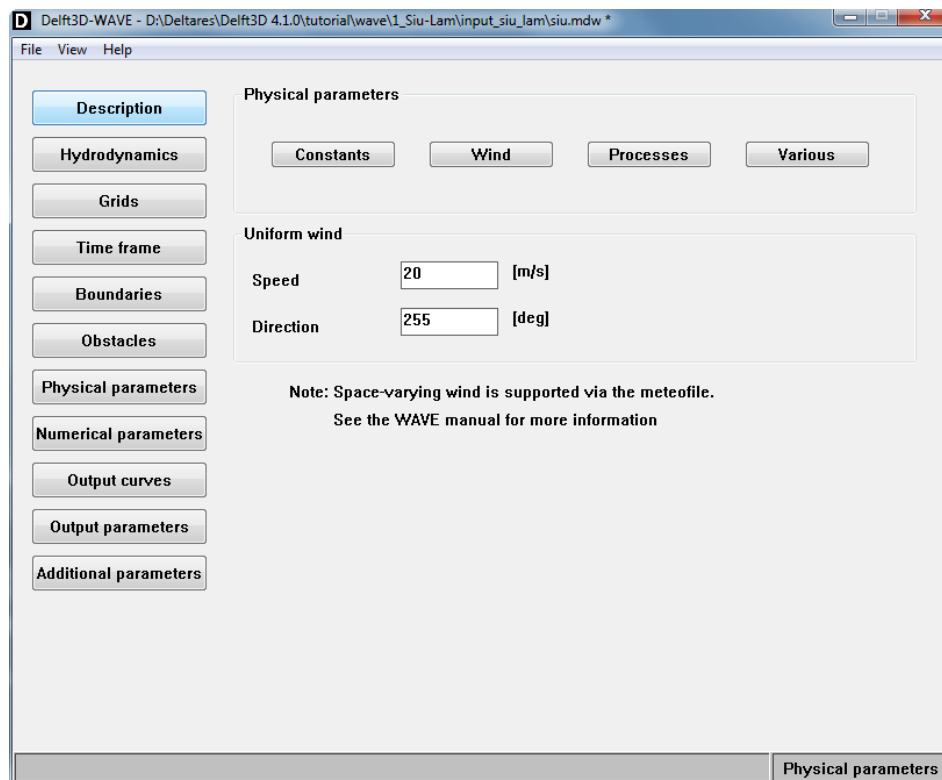 D Delft3D-WAVE - D:\Deltares\Delft3D 4.1.0\tutorial\wave\1_Siu-Lam\input_siu_lam\siu.mdw *
File View Help
Description
Hydrodynamics
Grids
Time frame
Boundaries
Obstacles
Physical parameters
Numerical parameters
Output curves
Output parameters
Additional parameters
Physical parameters
Constants Wind Processes Various
Uniform wind
Speed 20 [m/s]
Direction 255 [deg]
Note: Space-varying wind is supported via the meteofile.
See the WAVE manual for more information
Physical parameters